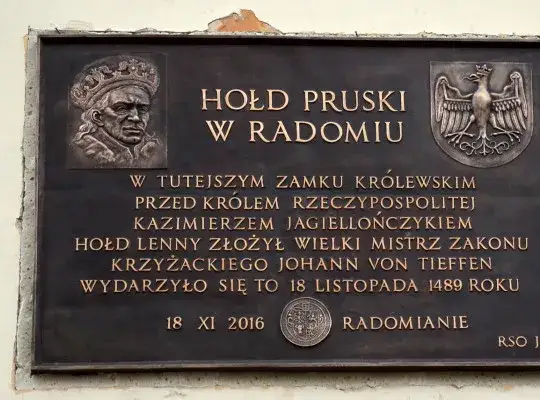 HOŁD PRUSKI
W RADOMIU
W TUTEJSZYM ZAMKU KRÓLEWSKIM
PRZED KRÓLEM RZECZYPOSPOLITEJ
KAZIMIERZEM JAGIELLOŃCZYKIEM
HOŁD LENNY ZŁOŻYŁ WIELKI MISTRZ ZAKONU
KRZYŻACKIEGO JOHANN VON TIEFFEN
WYDARZYŁO SIĘ TO 18 LISTOPADA 1489 ROKU
18 XI 2016 RADOMIANIE
RSO J